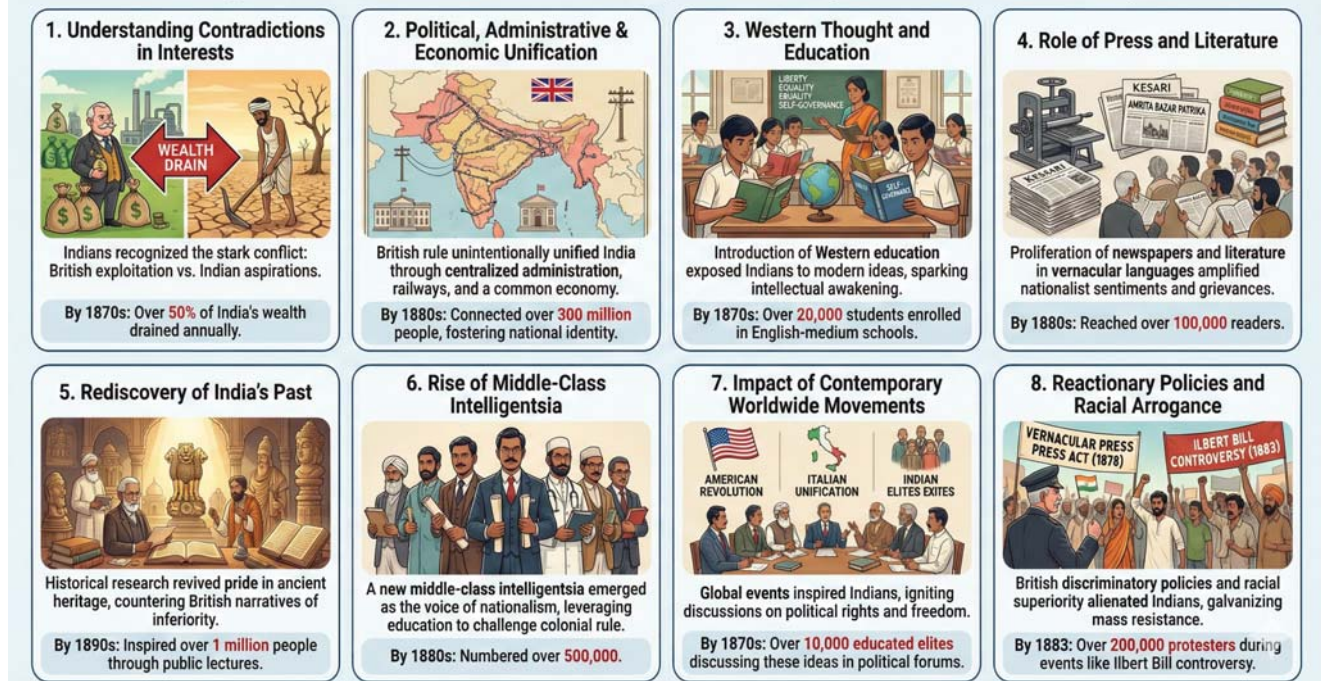 1. Understanding Contradictions
in Interests
WEALTH
DRAIN
Indians recognized the stark conflict:
British exploitation vs. Indian aspirations.
By 1870s: Over 50% of India's wealth
drained annually.
2. Political, Administrative &
Economic Unification
British rule unintentionally unified India
through centralized administration,
railways, and a common economy.
By 1880s: Connected over 300 million
people, fostering national identity.
3. Western Thought and
Education
LIBERTY
EQUALITY
EBUALITY
SELF-GOVERNANCE
SELF-
GOVERNANCE
Introduction of Western education
exposed Indians to modern ideas, sparking
intellectual awakening.
By 1870s: Over 20,000 students enrolled
in English-medium schools.
4. Role of Press and Literature
KESARI
AMRITA BAZAR PATRIKA
KESSARI
Proliferation of newspapers and literature
in vernacular languages amplified
nationalist sentiments and grievances.
By 1880s: Reached over 100,000 readers.
5. Rediscovery of India's Past
Historical research revived pride in ancient
heritage, countering British narratives of
inferiority.
By 1890s: Inspired over 1 million people
through public lectures.
6. Rise of Middle-Class
Intelligentsia
A new middle-class intelligentsia emerged
as the voice of nationalism, leveraging
education to challenge colonial rule.
By 1880s: Numbered over 500,000.
7. Impact of Contemporary
Worldwide Movements
AMERICAN
REVOLUTION
ITALIAN
UNIFICATION
INDIAN
ELITES EXITES
Global events inspired Indians, igniting
discussions on political rights and freedom.
By 1870s: Over 10,000 educated elites
discussing these ideas in political forums.
8. Reactionary Policies and
Racial Arrogance
VERNACULAR PRESS
PRESS ACT (1878)
ILBERT BILL
CONTROVERSY (1883)
British discriminatory policies and racial
superiority alienated Indians, galvanizing
mass resistance.
By 1883: Over 200,000 protesters during
events like Ilbert Bill controversy.